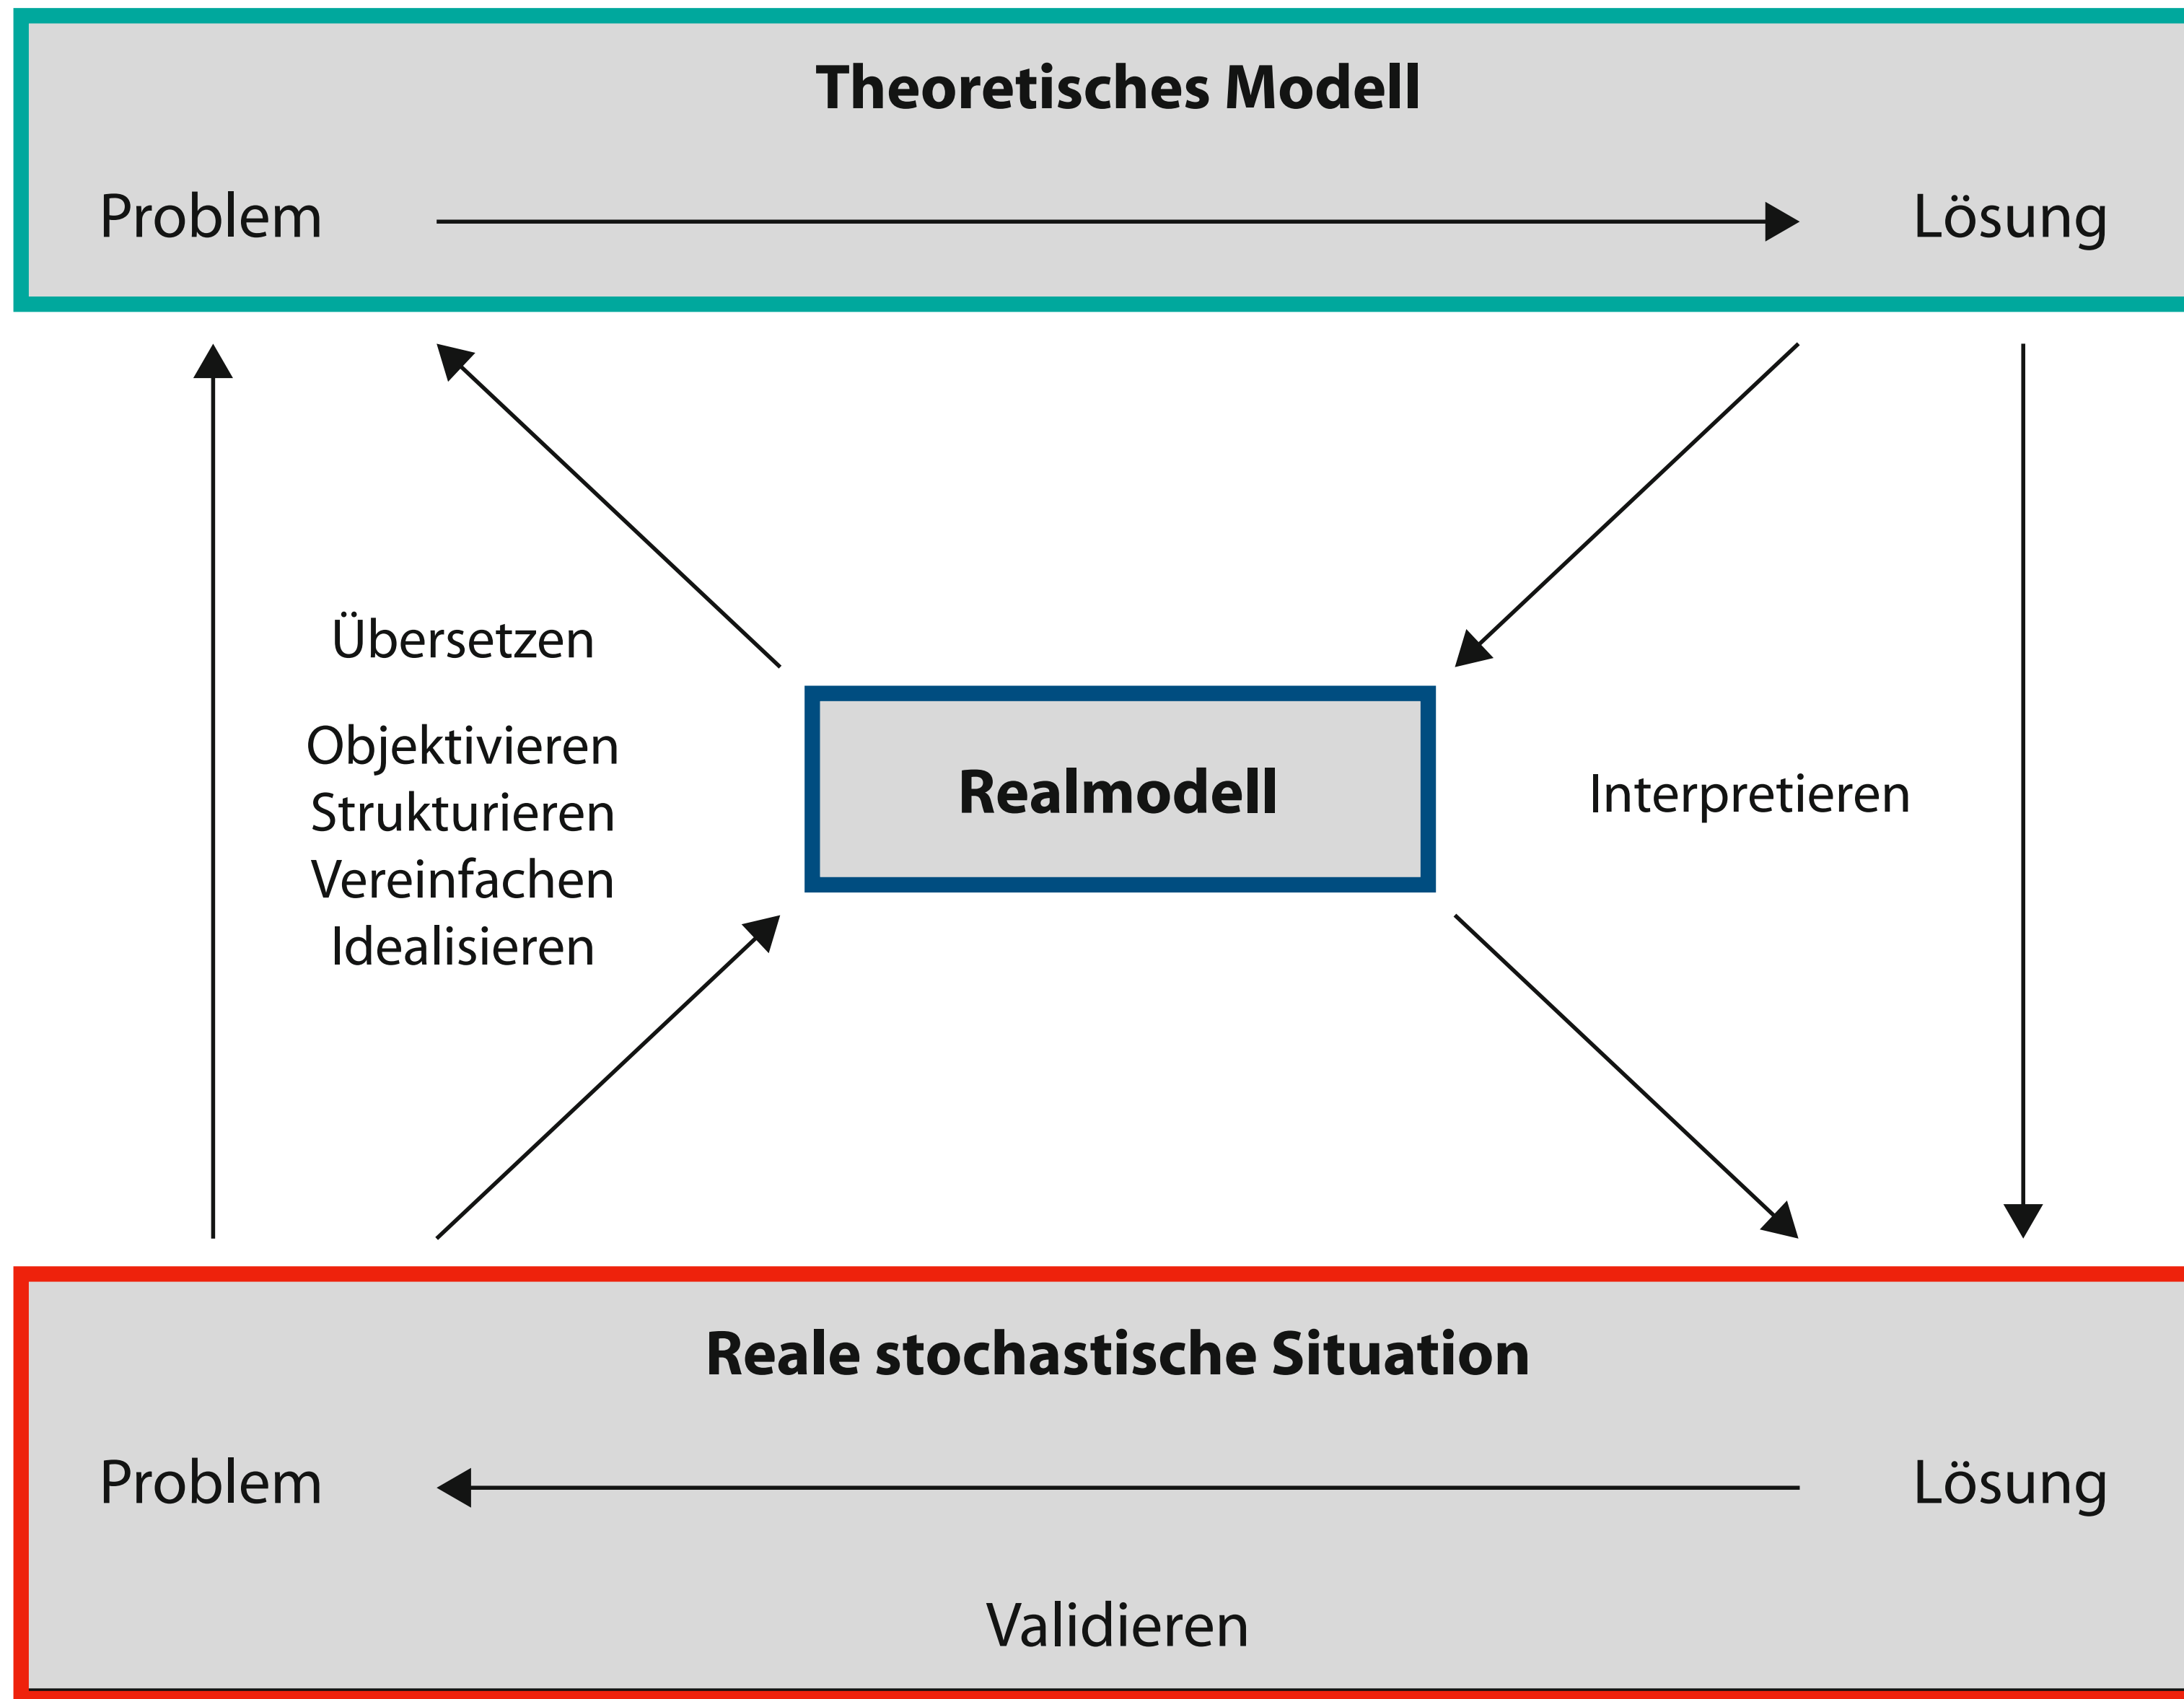 Theoretisches Modell
Problem
Lösung
Übersetzen
Objektivieren
Strukturieren
Vereinfachen
Idealisieren
Realmodell
Interpretieren
Reale stochastische Situation
Problem
Lösung
Validieren